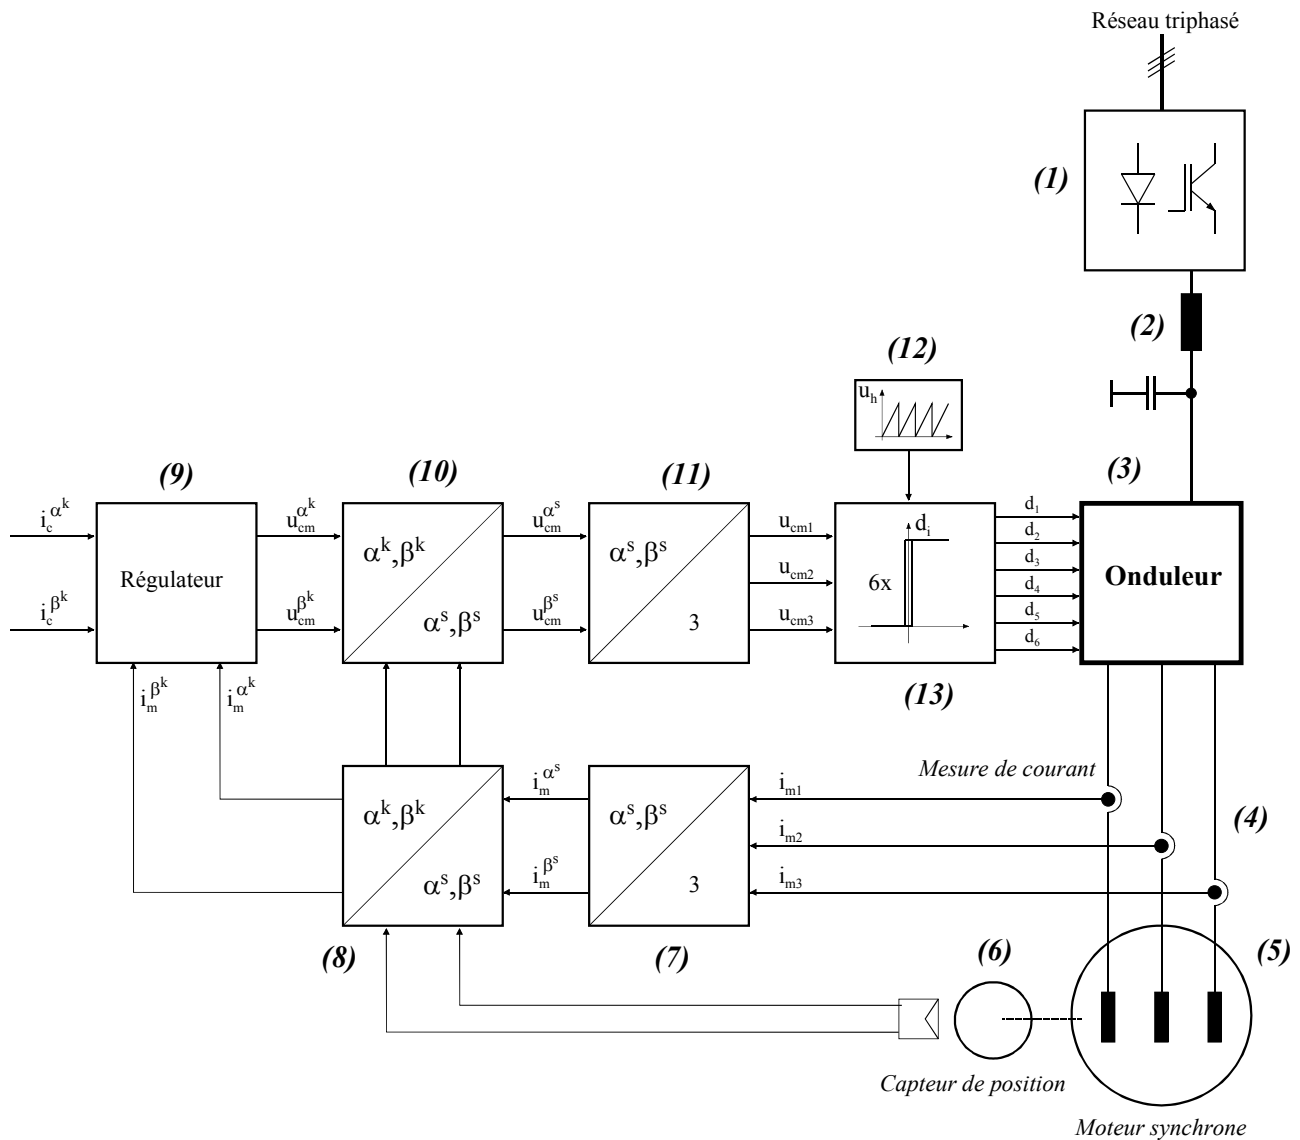 Réseau triphasé
(1)
(2)
(12)
u_h
(3)
(9)
(10)
(11)
i_c^{α^k}
u_cm^{α^k}
α^k,β^k
u_cm^{α^s}
α^s,β^s
u_cm1
d_i
d_1
d_2
d_3
d_4
d_5
d_6
Régulateur
u_cm2
6x
Onduleur
i_c^{β^k}
u_cm^{β^k}
α^s,β^s
u_cm^{β^s}
3
u_cm3
(13)
i_m^{β^k}
i_m^{α^k}
Mesure de courant
α^k,β^k
i_m^{α^s}
α^s,β^s
i_m1
(4)
i_m2
α^s,β^s
i_m^{β^s}
3
i_m3
(8)
(7)
(6)
(5)
Capteur de position
Moteur synchrone